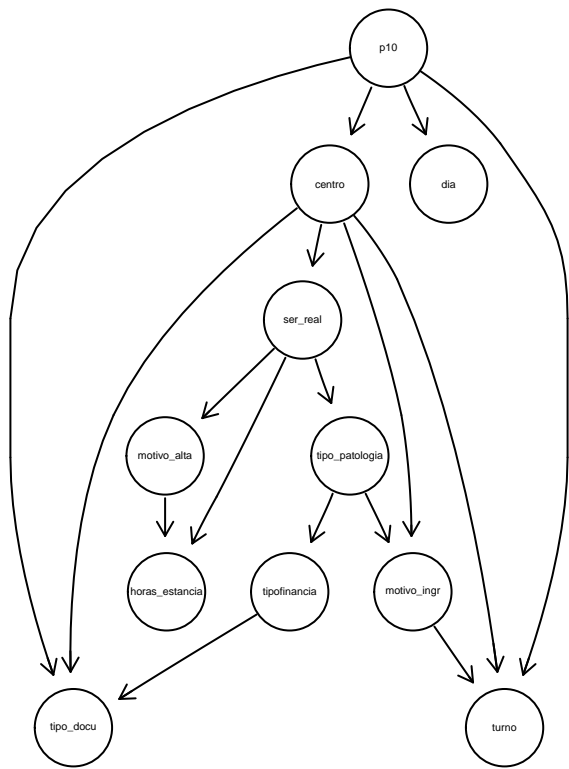 p10
centro
dia
ser_real
motivo_alta
tipo_patologia
horas_estancia
tipofinancia
motivo_ingr
tipo_docu
turno